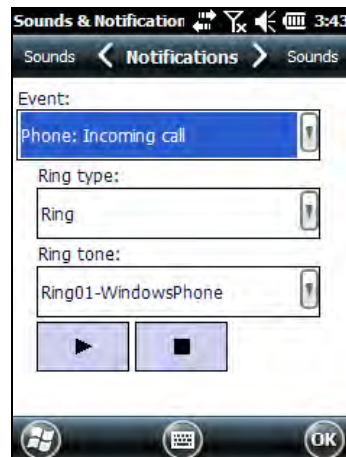 Sounds & Notification 3:43
Sounds Notifications Sounds
Event:
Phone: Incoming call
Ring type:
Ring
Ring tone:
Ring01-WindowsPhone
OK